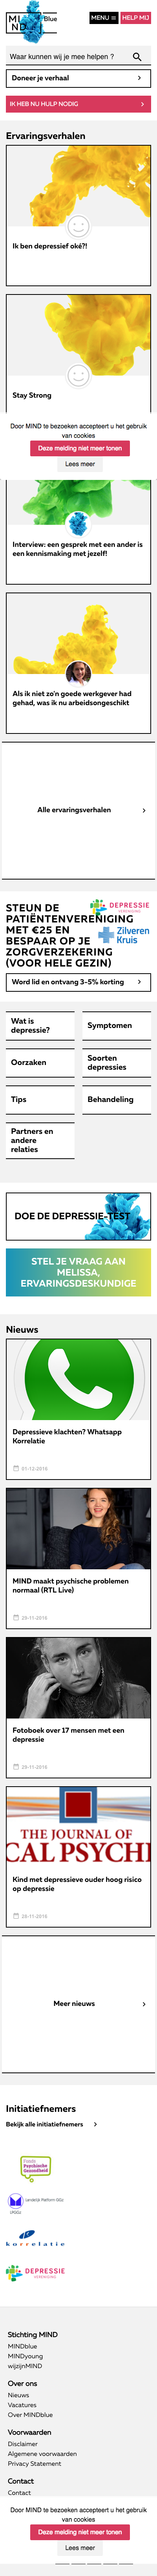 MI
ND
Blue
MENU
HELP MIJ
Waar kunnen wij je mee helpen ?
Doneer je verhaal
IK HEB NU HULP NODIG
Ervaringsverhalen
Ik ben depressief oké?!
Stay Strong
Door MIND te bezoeken accepteert u het gebruik
van cookies
Deze melding niet meer tonen
Lees meer
Interview: een gesprek met een ander is
een kennismaking met jezelf!
Als ik niet zo'n goede werkgever had
gehad, was ik nu arbeidsongeschikt
Alle ervaringsverhalen
STEUN DE
PATIËNTENVERENIGING
MET €25 EN
BESPAAR OP JE
ZORGVERZEKERING
(VOOR HELE GEZIN)
DEPRESSIE
VERENIGING
Zilveren
Kruis
Word lid en ontvang 3-5% korting
Wat is
depressie?
Symptomen
Oorzaken
Soorten
depressies
Tips
Behandeling
Partners en
andere
relaties
DOE DE DEPRESSIE-TEST
STEL JE VRAAG AAN
MELISSA,
ERVARINGSDESKUNDIGE
Nieuws
Depressieve klachten? Whatsapp
Korrelatie
01-12-2016
MIND maakt psychische problemen
normaal (RTL Live)
29-11-2016
Fotoboek over 17 mensen met een
depressie
29-11-2016
THE JOURNAL OF
CAL PSYCHI
Kind met depressieve ouder hoog risico
op depressie
28-11-2016
Meer nieuws
Initiatiefnemers
Bekijk alle initiatiefnemers
Fonds
Psychische
Gezondheid
Landelijk Platform GGz
LPGGz
korrelatie
DEPRESSIE
VERENIGING
Stichting MIND
MINDblue
MINDyoung
wijzijnMIND
Over ons
Nieuws
Vacatures
Over MINDblue
Voorwaarden
Disclaimer
Algemene voorwaarden
Privacy Statement
Contact
Contact
Door MIND te bezoeken accepteert u het gebruik
van cookies
Deze melding niet meer tonen
Lees meer